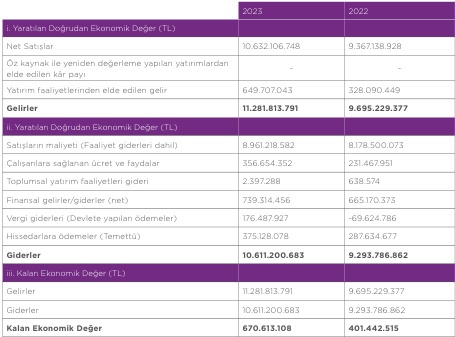 2023 2022
i. Yaratılan Doğrudan Ekonomik Değer (TL)
Net Satışlar 10.632.106.748 9.367.138.928
Öz kaynak ile yeniden değerleme yapılan yatırımlardan
elde edilen kâr payı - -
Yatırım faaliyetlerinden elde edilen gelir 649.707.043 328.090.449
Gelirler 11.281.813.791 9.695.229.377
ii. Yaratılan Doğrudan Ekonomik Değer (TL)
Satışların maliyeti (Faaliyet giderleri dahil) 8.961.218.582 8.178.500.073
Çalışanlara sağlanan ücret ve faydalar 356.654.352 231.467.951
Toplumsal yatırım faaliyetleri gideri 2.397.288 638.574
Finansal gelirler/giderler (net) 739.314.456 665.170.373
Vergi giderleri (Devlete yapılan ödemeler) 176.487.927 -69.624.786
Hissedarlara ödemeler (Temettü) 375.128.078 287.634.677
Giderler 10.611.200.683 9.293.786.862
iii. Kalan Ekonomik Değer (TL)
Gelirler 11.281.813.791 9.695.229.377
Giderler 10.611.200.683 9.293.786.862
Kalan Ekonomik Değer 670.613.108 401.442.515